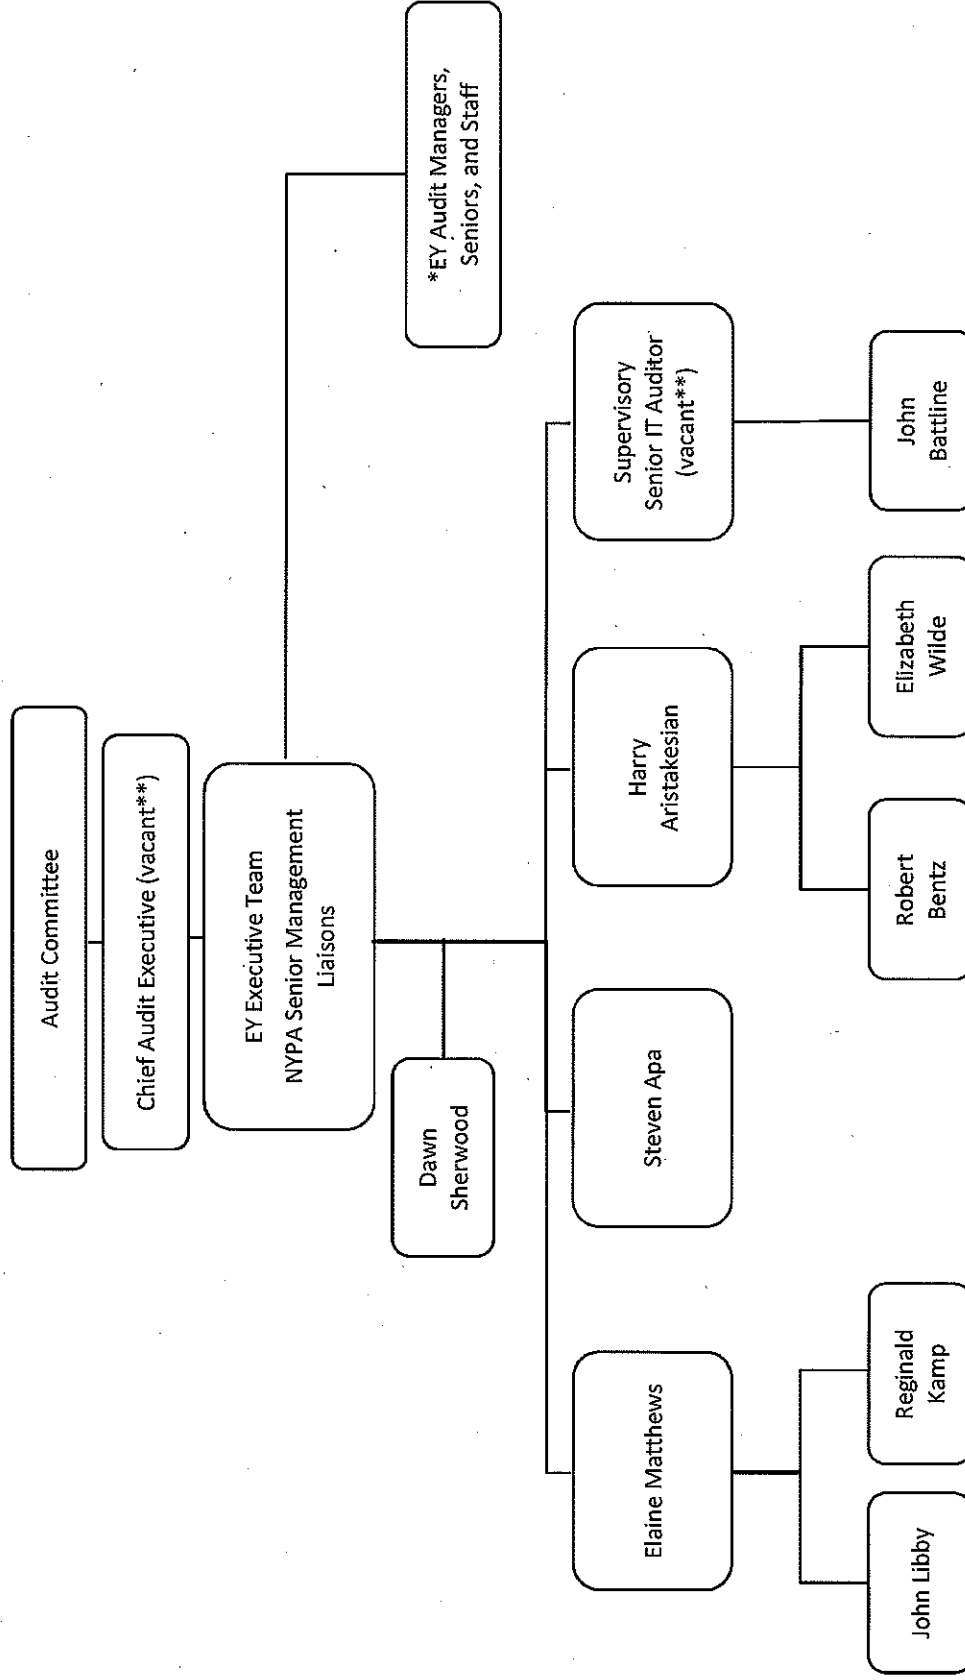 Audit Committee
Chief Audit Executive (vacant**)
EY Executive Team
NYPA Senior Management
Liaisons
*EY Audit Managers,
Seniors, and Staff
Dawn
Sherwood
Elaine Matthews
Steven Apa
Harry
Aristakesian
Supervisory
Senior IT Auditor
(vacant**)
John Libby
Reginald
Kamp
Robert
Bentz
Elizabeth
Wilde
John
Battline